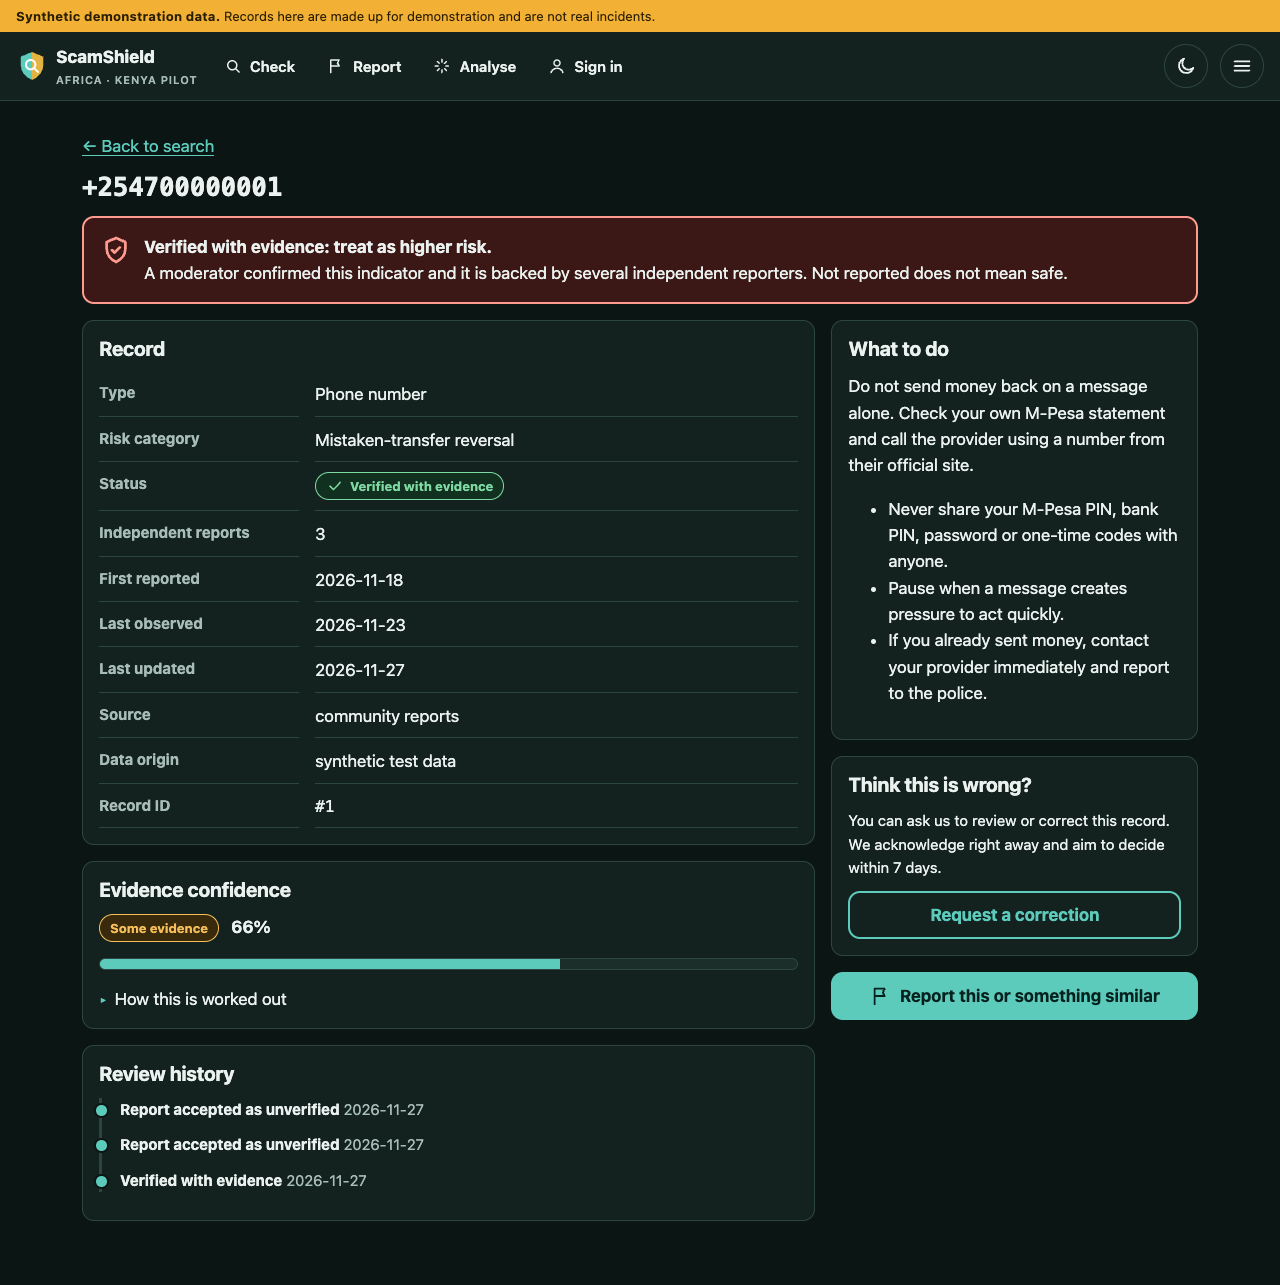 Synthetic demonstration data. Records here are made up for demonstration and are not real incidents.
ScamShield
AFRICA · KENYA PILOT
Check
Report
Analyse
Sign in
← Back to search
+254700000001
Verified with evidence: treat as higher risk.
A moderator confirmed this indicator and it is backed by several independent reporters. Not reported does not mean safe.
Record
Type
Phone number
Risk category
Mistaken-transfer reversal
Status
Verified with evidence
Independent reports
3
First reported
2026-11-18
Last observed
2026-11-23
Last updated
2026-11-27
Source
community reports
Data origin
synthetic test data
Record ID
#1
Evidence confidence
Some evidence 66%
How this is worked out
Review history
Report accepted as unverified 2026-11-27
Report accepted as unverified 2026-11-27
Verified with evidence 2026-11-27
What to do
Do not send money back on a message
alone. Check your own M-Pesa statement
and call the provider using a number from
their official site.
• Never share your M-Pesa PIN, bank
PIN, password or one-time codes with
anyone.
• Pause when a message creates
pressure to act quickly.
• If you already sent money, contact
your provider immediately and report
to the police.
Think this is wrong?
You can ask us to review or correct this record.
We acknowledge right away and aim to decide
within 7 days.
Request a correction
Report this or something similar